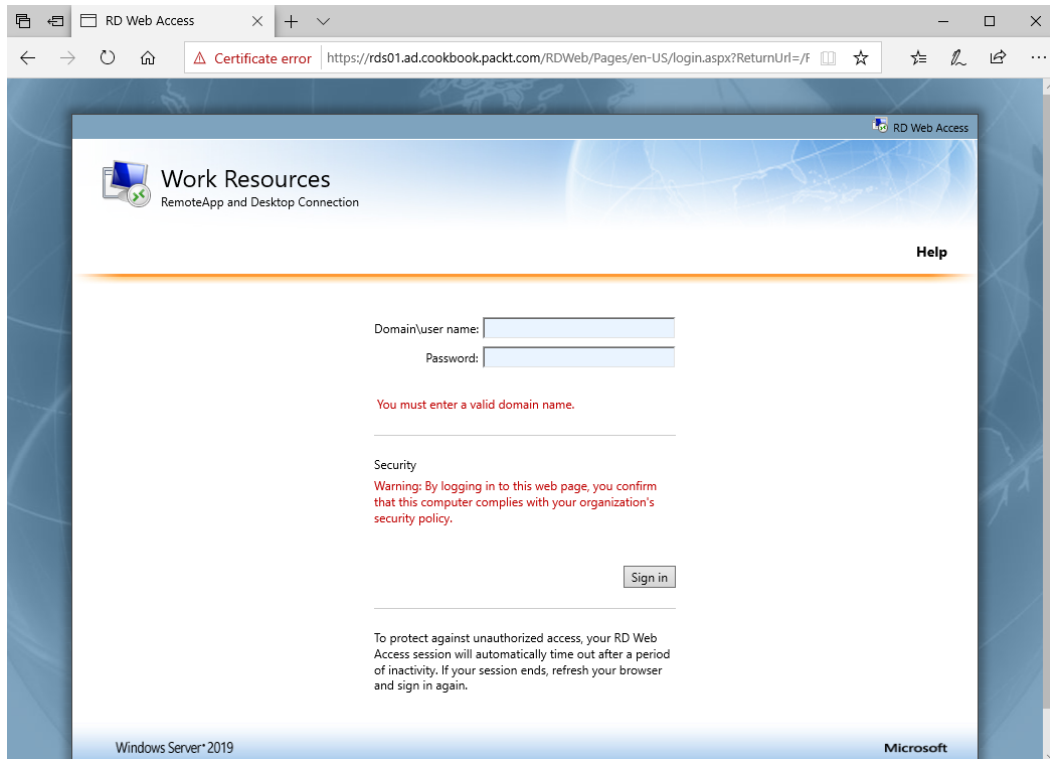 RD Web Access
Certificate error https://rds01.ad.cookbook.packt.com/RDWeb/Pages/en-US/login.aspx?ReturnUrl=/F
RD Web Access
Work Resources
RemoteApp and Desktop Connection
Help
Domain\user name:
Password:
You must enter a valid domain name.
Security
Warning: By logging in to this web page, you confirm
that this computer complies with your organization's
security policy.
Sign in
To protect against unauthorized access, your RD Web
Access session will automatically time out after a period
of inactivity. If your session ends, refresh your browser
and sign in again.
Windows Server 2019
Microsoft